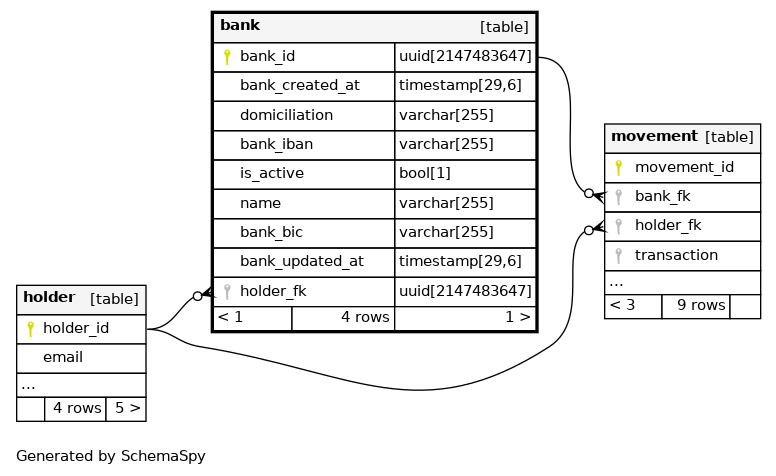 bank [table]
bank_id uuid[2147483647]
bank_created_at timestamp[29,6]
domiciliation varchar[255]
bank_iban varchar[255]
is_active bool[1]
name varchar[255]
bank_bic varchar[255]
bank_updated_at timestamp[29,6]
holder_fk uuid[2147483647]
< 1 4 rows 1 >
movement [table]
movement_id
bank_fk
holder_fk
transaction
...
< 3 9 rows
holder [table]
holder_id
email
...
4 rows 5 >
Generated by SchemaSpy